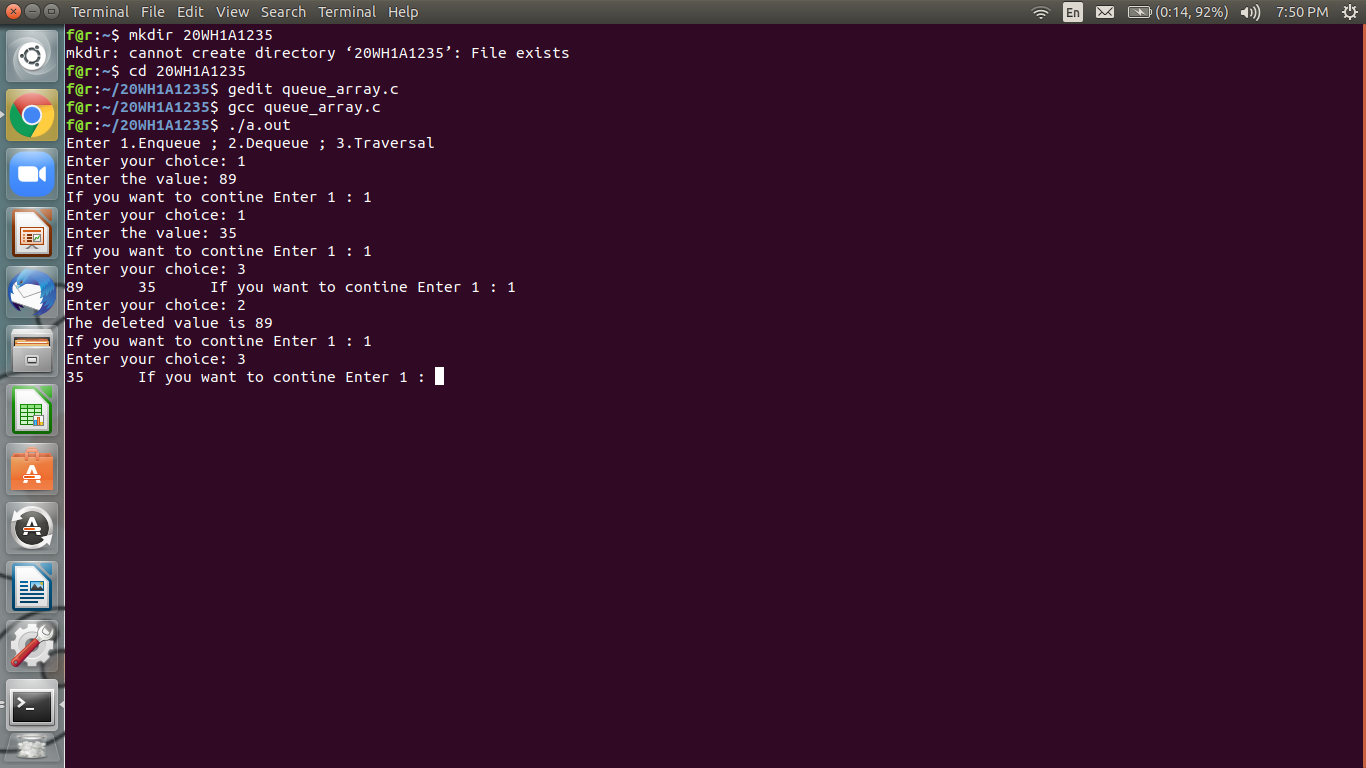 Terminal File Edit View Search Terminal Help En (0:14, 92%) 7:50 PM
f@r:~$ mkdir 20WH1A1235
mkdir: cannot create directory ‘20WH1A1235’: File exists
f@r:~$ cd 20WH1A1235
f@r:~/20WH1A1235$ gedit queue_array.c
f@r:~/20WH1A1235$ gcc queue_array.c
f@r:~/20WH1A1235$ ./a.out
Enter 1.Enqueue ; 2.Dequeue ; 3.Traversal
Enter your choice: 1
Enter the value: 89
If you want to contine Enter 1 : 1
Enter your choice: 1
Enter the value: 35
If you want to contine Enter 1 : 1
Enter your choice: 3
89      35      If you want to contine Enter 1 : 1
Enter your choice: 2
The deleted value is 89
If you want to contine Enter 1 : 1
Enter your choice: 3
35      If you want to contine Enter 1 :